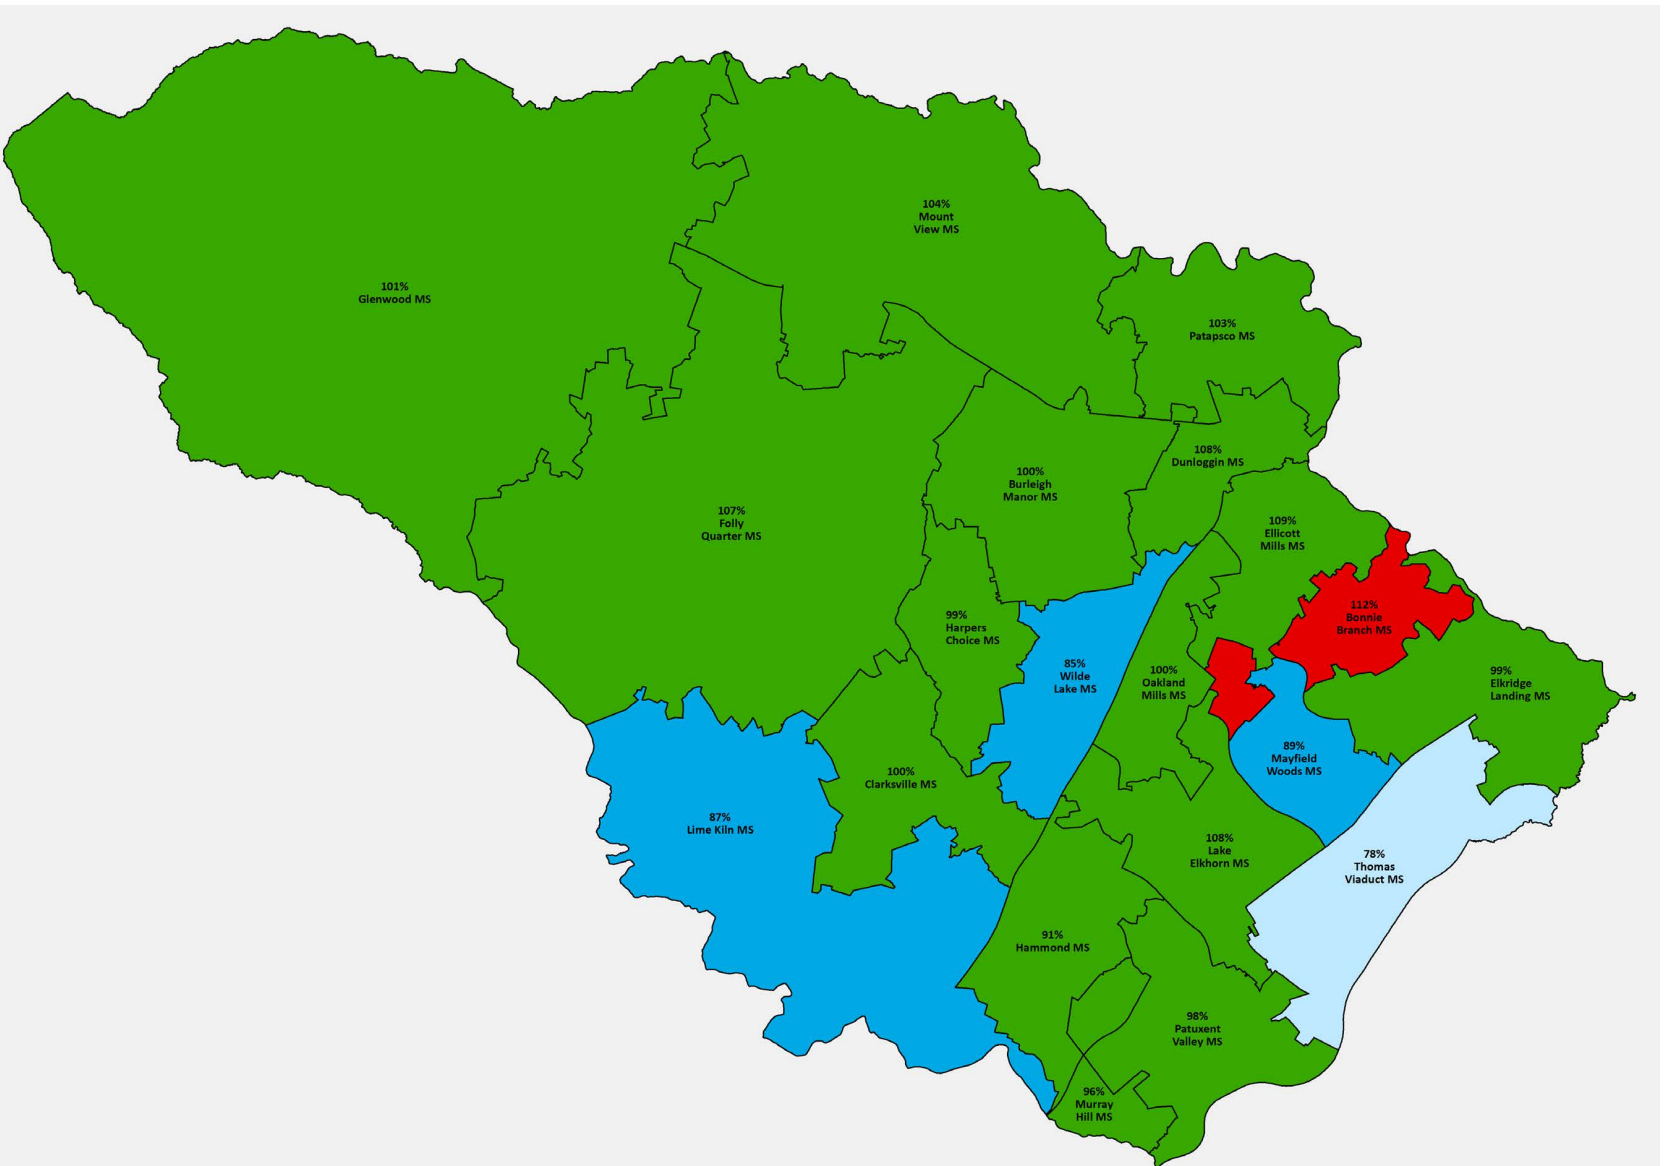 104%
Mount
View MS
101%
Glenwood MS
103%
Patapsco MS
108%
Dunloggin MS
100%
Burleigh
Manor MS
107%
Folly
Quarter MS
109%
Ellicott
Mills MS
112%
Bonnie
Branch MS
99%
Harpers
Choice MS
85%
Wilde
Lake MS
100%
Oakland
Mills MS
99%
Elkridge
Landing MS
89%
Mayfield
Woods MS
100%
Clarksville MS
87%
Lime Kiln MS
108%
Lake
Elkhorn MS
78%
Thomas
Viaduct MS
91%
Hammond MS
98%
Patuxent
Valley MS
96%
Murray
Hill MS